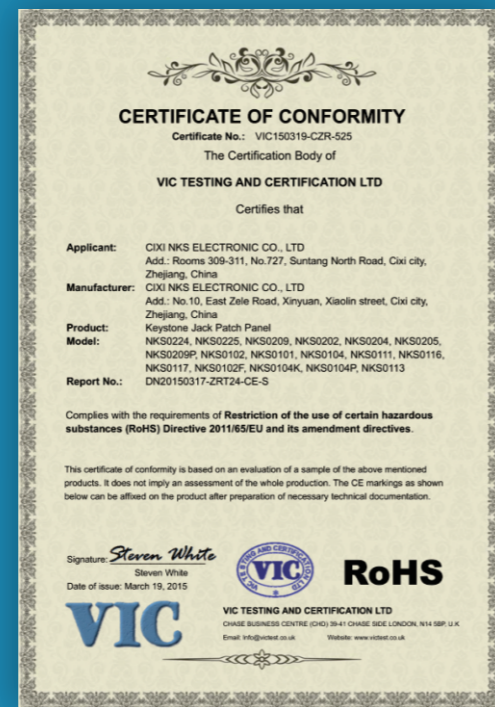 CERTIFICATE OF CONFORMITY
Certificate No.: VIC150319-CZR-525
The Certification Body of
VIC TESTING AND CERTIFICATION LTD
Certifies that
Applicant: CIXI NKS ELECTRONIC CO., LTD
Add.: Rooms 309-311, No.727, Suntang North Road, Cixi city,
Zhejiang, China
Manufacturer: CIXI NKS ELECTRONIC CO., LTD
Add.: No.10, East Zele Road, Xinyuan, Xiaolin street, Cixi city,
Zhejiang, China
Product: Keystone Jack Patch Panel
Model: NKS0224, NKS0225, NKS0209, NKS0202, NKS0204, NKS0205,
NKS0209P, NKS0102, NKS0101, NKS0104, NKS0111, NKS0116,
NKS0117, NKS0102F, NKS0104K, NKS0104P, NKS0113
Report No.: DN20150317-ZRT24-CE-S
Complies with the requirements of Restriction of the use of certain hazardous
substances (RoHS) Directive 2011/65/EU and its amendment directives.
This certificate of conformity is based on an evaluation of a sample of the above mentioned
products. It does not imply an assessment of the whole production. The CE markings as shown
below can be affixed on the product after preparation of necessary technical documentation.
Signature: Steven White
Steven White
Date of issue: March 19, 2015
VIC TESTING AND CERTIFICATION LTD
VIC
®
RoHS
VIC
VIC TESTING AND CERTIFICATION LTD
CHASE BUSINESS CENTRE (CHD) 39-41 CHASE SIDE LONDON, N14 5BP, U.K
Email: Info@victest.co.uk Website: www.victest.co.uk